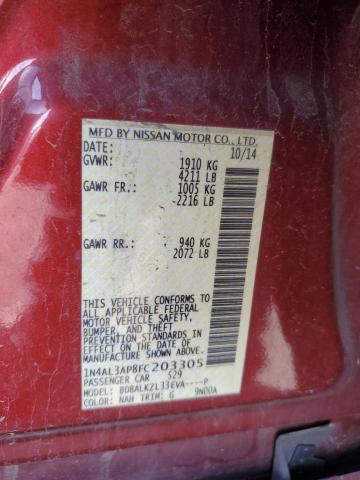 MFD BY NISSAN MOTOR CO., LTD.
DATE: 10/14
GVWR: 1910 KG
4211 LB
GAWR FR.: 1005 KG
2216 LB
GAWR RR.: 940 KG
2072 LB
THIS VEHICLE CONFORMS TO
ALL APPLICABLE FEDERAL
MOTOR VEHICLE SAFETY,
BUMPER, AND THEFT
PREVENTION STANDARDS IN
EFFECT ON THE DATE OF
MANUFACTURE SHOWN ABOVE.
1N4AL3AP8FC203305
PASSENGER CAR 529
MODEL: BDBALKZL33EVA----P
COLOR: NAH TRIM: G 9N00A